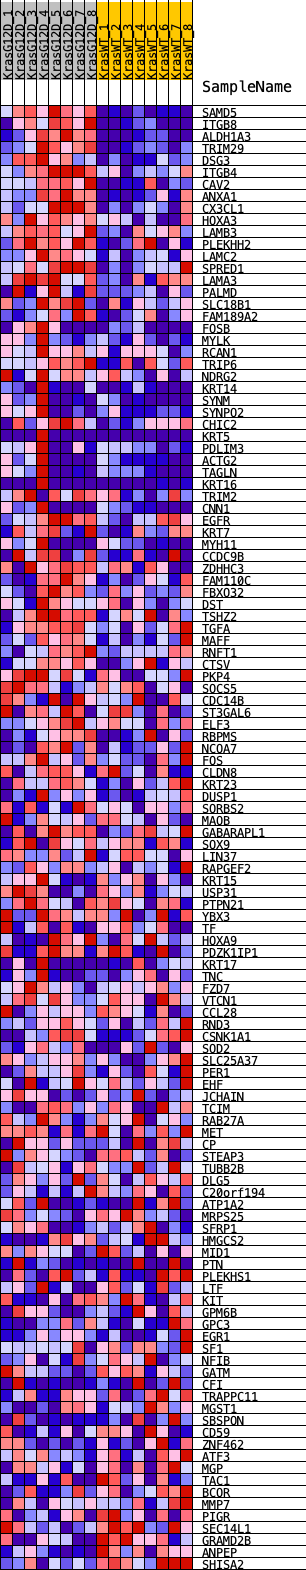 KrasG12D_1
KrasG12D_2
KrasG12D_3
KrasG12D_4
KrasG12D_5
KrasG12D_6
KrasG12D_7
KrasG12D_8
KrasWT_1
KrasWT_2
KrasWT_3
KrasWT_4
KrasWT_5
KrasWT_6
KrasWT_7
KrasWT_8
SampleName
SAMD5
ITGB8
ALDH1A3
TRIM29
DSG3
ITGB4
CAV2
ANXA1
CX3CL1
HOXA3
LAMB3
PLEKHH2
LAMC2
SPRED1
LAMA3
PALMD
SLC18B1
FAM189A2
FOSB
MYLK
RCAN1
TRIP6
NDRG2
KRT14
SYNM
SYNPO2
CHIC2
KRT5
PDLIM3
ACTG2
TAGLN
KRT16
TRIM2
CNN1
EGFR
KRT7
MYH11
CCDC9B
ZDHHC3
FAM110C
FBXO32
DST
TSHZ2
TGFA
MAFF
RNFT1
CTSV
PKP4
SOCS5
CDC14B
ST3GAL6
ELF3
RBPMS
NCOA7
FOS
CLDN8
KRT23
DUSP1
SORBS2
MAOB
GABARAPL1
SOX9
LIN37
RAPGEF2
KRT15
USP31
PTPN21
YBX3
TF
HOXA9
PDZK1IP1
KRT17
TNC
FZD7
VTCN1
CCL28
RND3
CSNK1A1
SOD2
SLC25A37
PER1
EHF
JCHAIN
TCIM
RAB27A
MET
CP
STEAP3
TUBB2B
DLG5
C20orf194
ATP1A2
MRPS25
SFRP1
HMGCS2
MID1
PTN
PLEKHS1
LTF
KIT
GPM6B
GPC3
EGR1
SF1
NFIB
GATM
CFI
TRAPPC11
MGST1
SBSPON
CD59
ZNF462
ATF3
MGP
TAC1
BCOR
MMP7
PIGR
SEC14L1
GRAMD2B
ANPEP
SHISA2